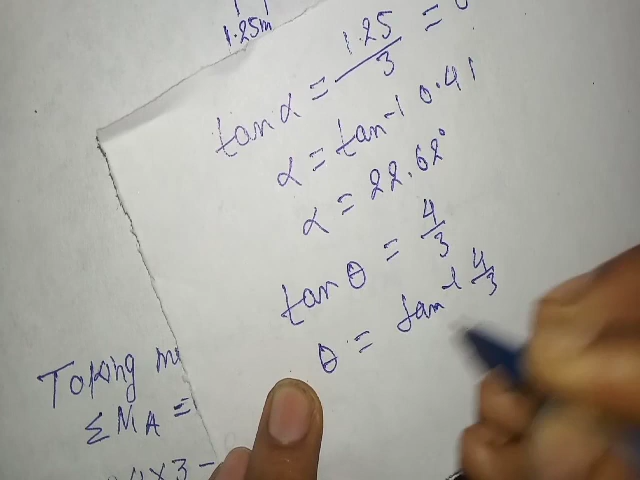 1.25m
tan α = 1.25/3 =
α = tan⁻¹ 0.41
α = 22.62°
tan θ = 4/3
θ = tan⁻¹ 4/3
Taking
ΣMA =
×3 -